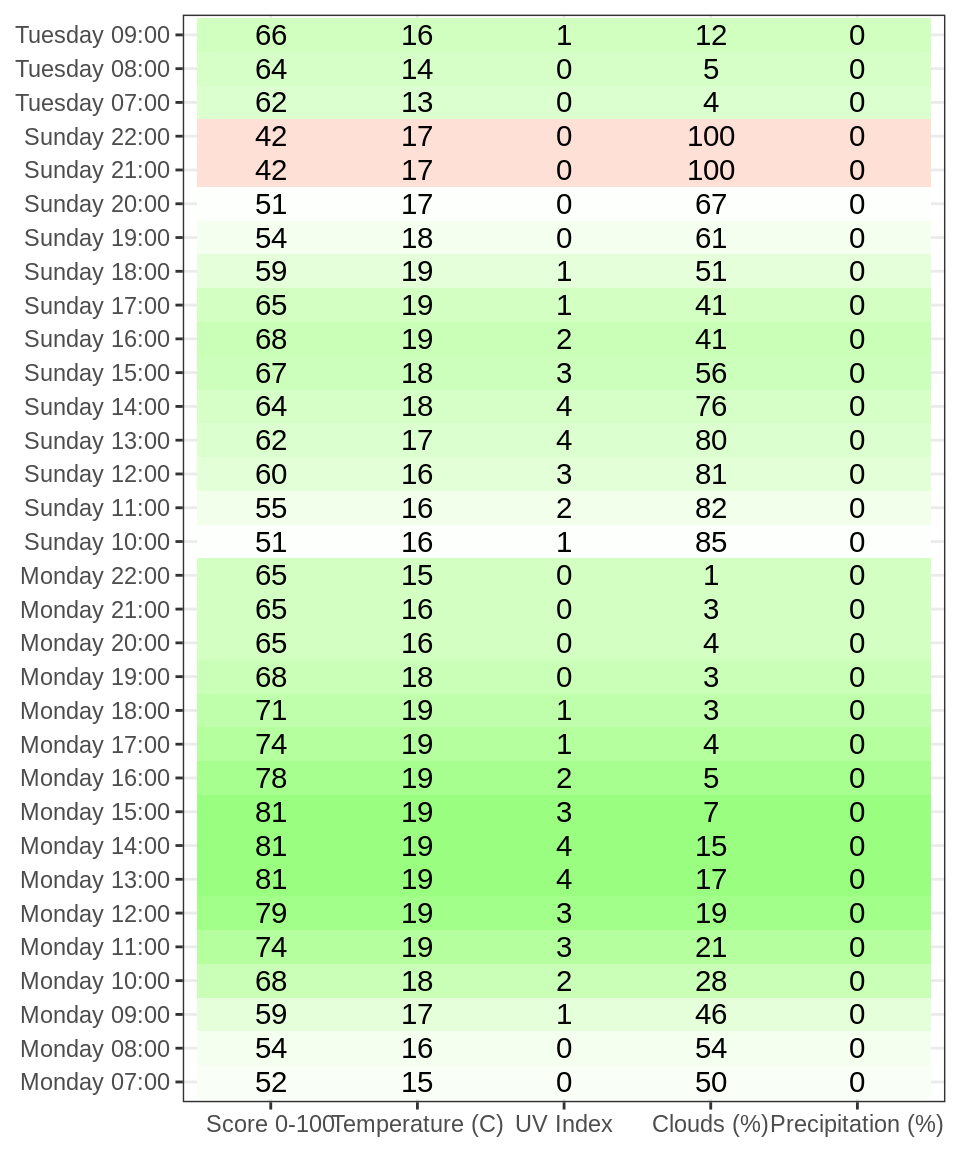 Tuesday 09:00 66 16 1 12 0
Tuesday 08:00 64 14 0 5 0
Tuesday 07:00 62 13 0 4 0
Sunday 22:00 42 17 0 100 0
Sunday 21:00 42 17 0 100 0
Sunday 20:00 51 17 0 67 0
Sunday 19:00 54 18 0 61 0
Sunday 18:00 59 19 1 51 0
Sunday 17:00 65 19 1 41 0
Sunday 16:00 68 19 2 41 0
Sunday 15:00 67 18 3 56 0
Sunday 14:00 64 18 4 76 0
Sunday 13:00 62 17 4 80 0
Sunday 12:00 60 16 3 81 0
Sunday 11:00 55 16 2 82 0
Sunday 10:00 51 16 1 85 0
Monday 22:00 65 15 0 1 0
Monday 21:00 65 16 0 3 0
Monday 20:00 65 16 0 4 0
Monday 19:00 68 18 0 3 0
Monday 18:00 71 19 1 3 0
Monday 17:00 74 19 1 4 0
Monday 16:00 78 19 2 5 0
Monday 15:00 81 19 3 7 0
Monday 14:00 81 19 4 15 0
Monday 13:00 81 19 4 17 0
Monday 12:00 79 19 3 19 0
Monday 11:00 74 19 3 21 0
Monday 10:00 68 18 2 28 0
Monday 09:00 59 17 1 46 0
Monday 08:00 54 16 0 54 0
Monday 07:00 52 15 0 50 0
Score 0-100 Temperature (C) UV Index Clouds (%) Precipitation (%)